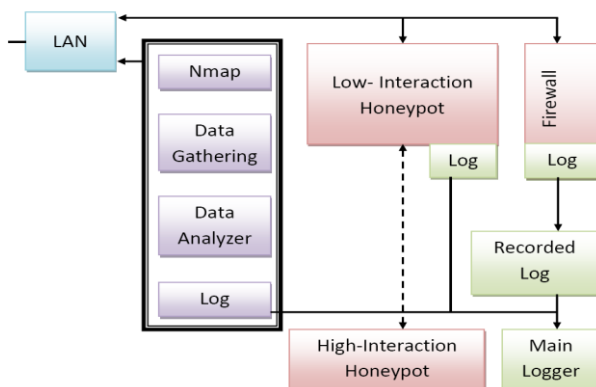 LAN
Nmap
Data
Gathering
Data
Analyzer
Log
Low- Interaction
Honeypot
Log
Firewall
Log
Recorded
Log
High-Interaction
Honeypot
Main
Logger